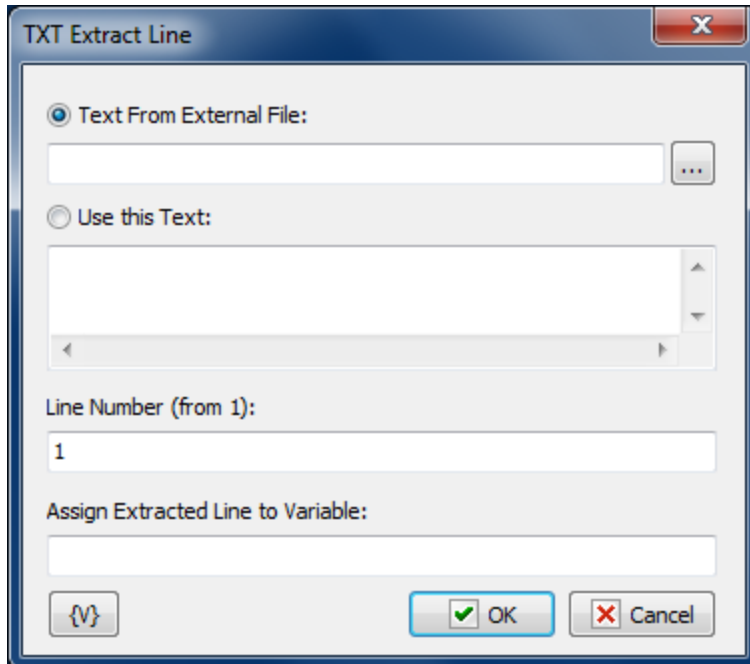 TXT Extract Line
Text From External File:
...
Use this Text:
Line Number (from 1):
1
Assign Extracted Line to Variable:
{V} OK Cancel